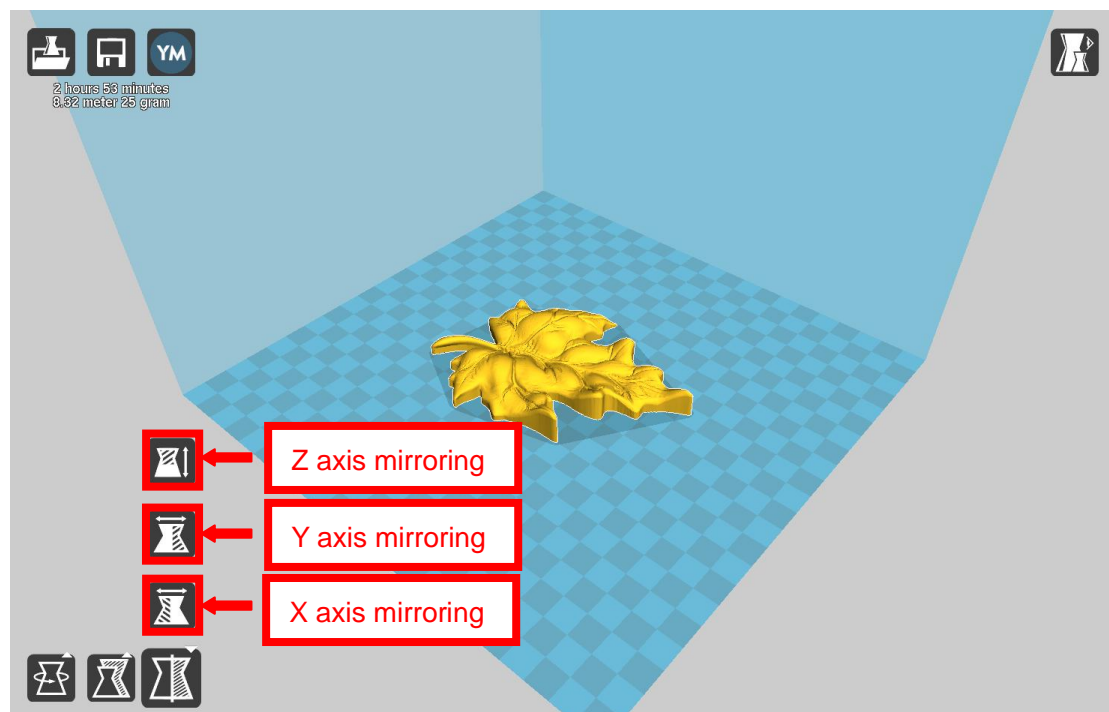 YM
2 hours 53 minutes
8.32 meter 25 gram
Z axis mirroring
Y axis mirroring
X axis mirroring